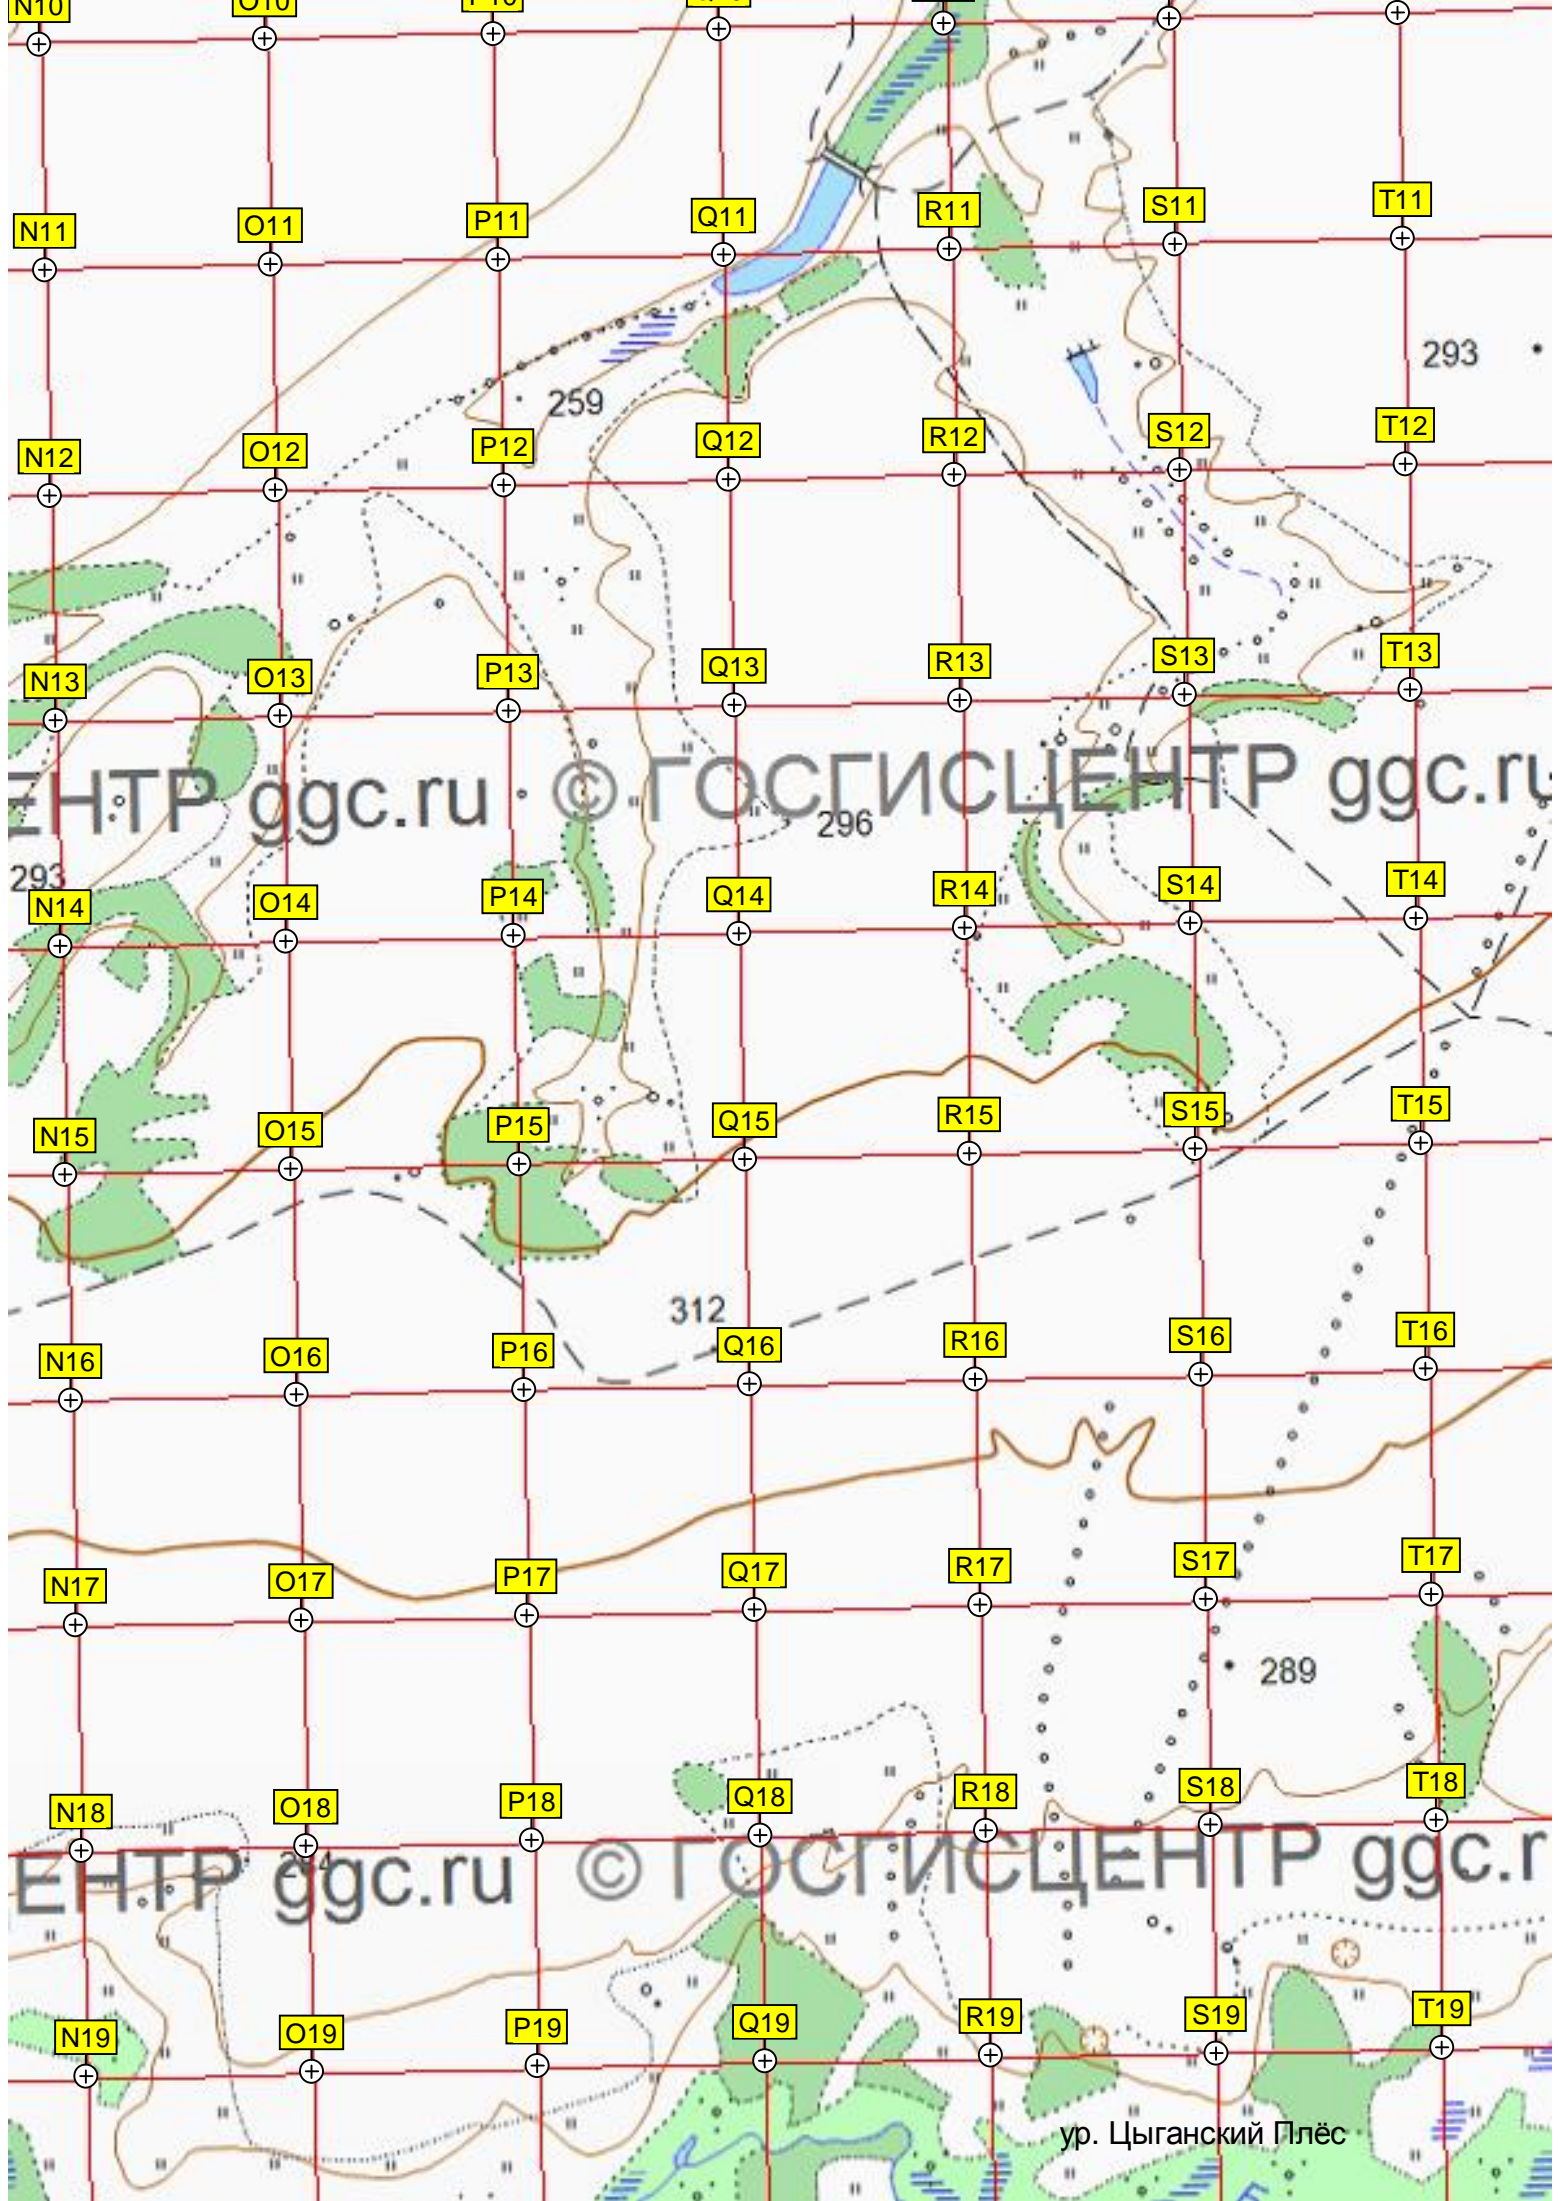 N10 O10 P10
N11 O11 P11 Q11 R11 S11 T11
293
259
N12 O12 P12 Q12 R12 S12 T12
N13 O13 P13 Q13 R13 S13 T13
ЕНТР ggc.ru © ГОСГИСЦЕНТР ggc.ru
296
293
N14 O14 P14 Q14 R14 S14 T14
N15 O15 P15 Q15 R15 S15 T15
312
N16 O16 P16 Q16 R16 S16 T16
N17 O17 P17 Q17 R17 S17 T17
289
N18 O18 P18 Q18 R18 S18 T18
ЕНТР ggc.ru © ГОСГИСЦЕНТР ggc.r
N19 O19 P19 Q19 R19 S19 T19
ур. Цыганский Плёс